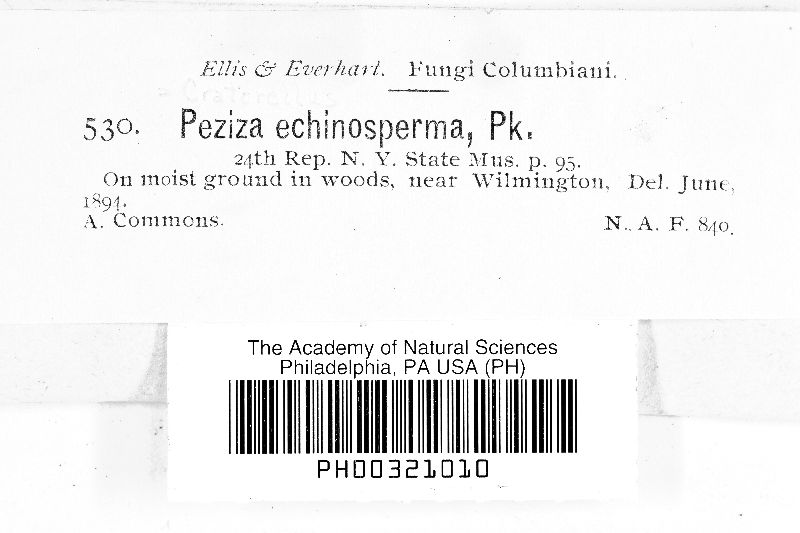 Ellis & Everhart. Fungi Columbiani.
530. Peziza echinosperma, Pk.
24th Rep. N. Y. State Mus. p. 95.
On moist ground in woods, near Wilmington, Del. June,
1894.
A. Commons.
N. A. F. 840.
The Academy of Natural Sciences
Philadelphia, PA USA (PH)
PH00321010